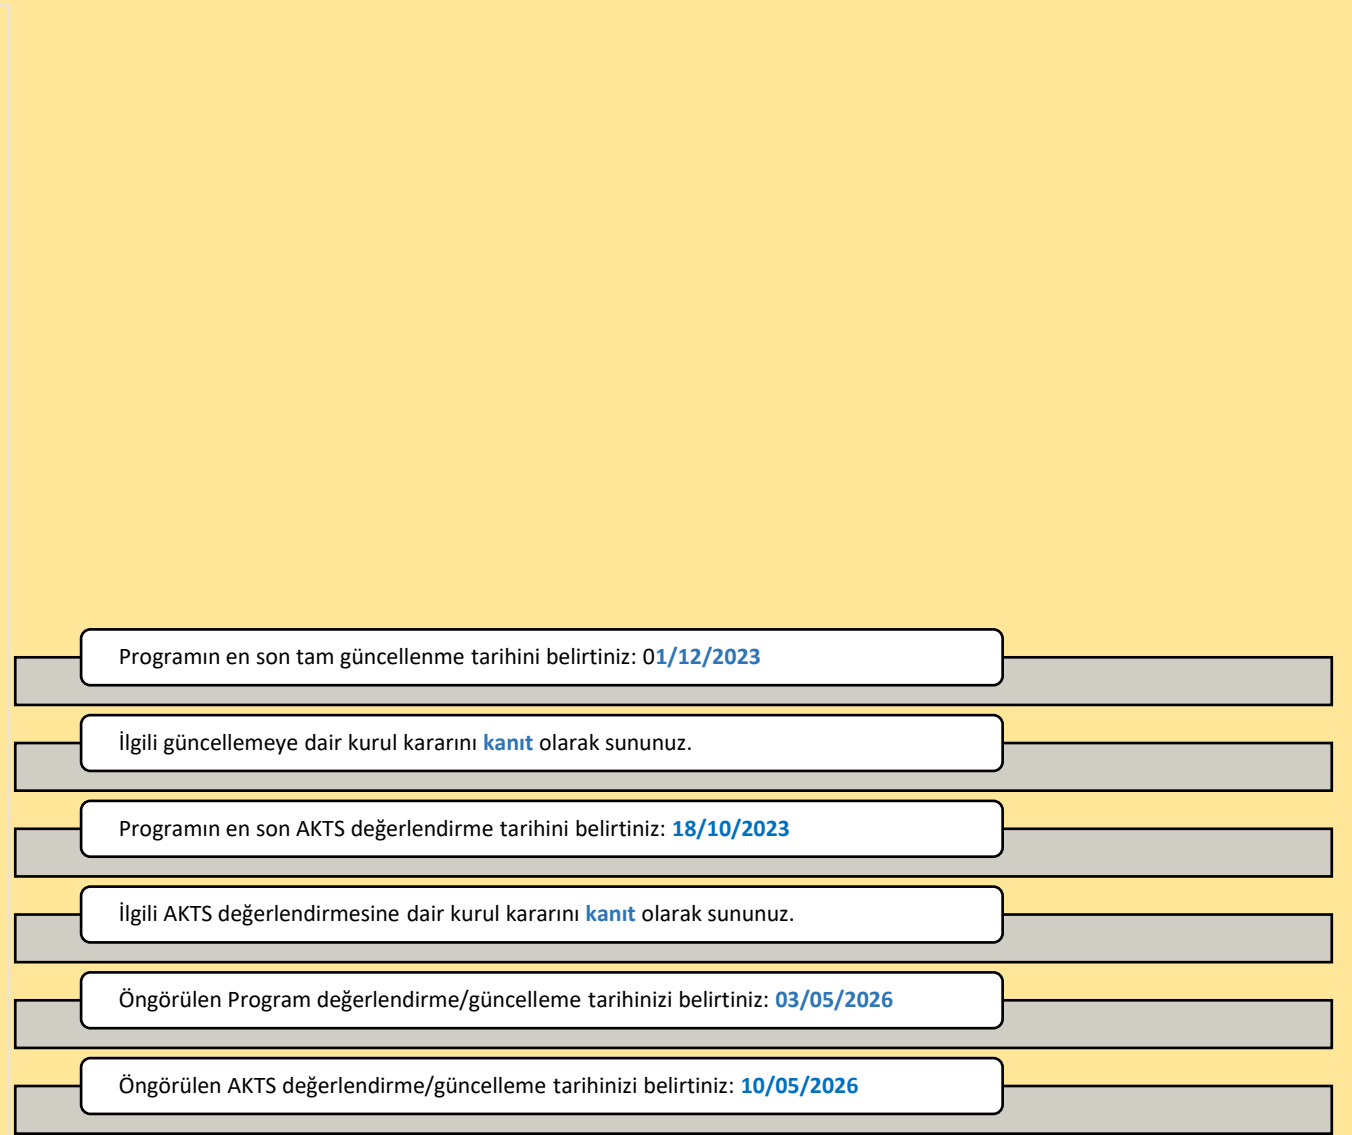 Programın en son tam güncellenme tarihini belirtiniz: 01/12/2023
İlgili güncellemeye dair kurul kararını kanıt olarak sununuz.
Programın en son AKTS değerlendirme tarihini belirtiniz: 18/10/2023
İlgili AKTS değerlendirmesine dair kurul kararını kanıt olarak sununuz.
Öngörülen Program değerlendirme/güncelleme tarihinizi belirtiniz: 03/05/2026
Öngörülen AKTS değerlendirme/güncelleme tarihinizi belirtiniz: 10/05/2026